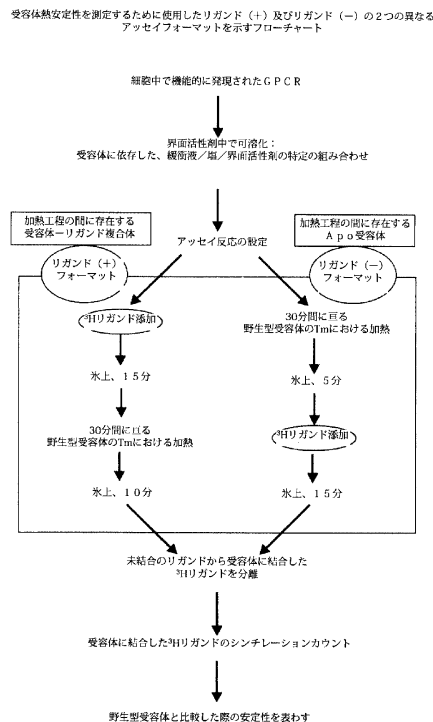 受容体熱安定性を測定するために使用したリガンド（＋）及びリガンド（－）の２つの異なる
アッセイフォーマットを示すフローチャート
細胞中で機能的に発現されたＧＰＣＲ
界面活性剤中で可溶化：
受容体に依存した、緩衝液／塩／界面活性剤の特定の組み合わせ
加熱工程の間に存在する
受容体－リガンド複合体
アッセイ反応の設定
加熱工程の間に存在する
Ａｐｏ受容体
リガンド（＋）
フォーマット
リガンド（－）
フォーマット
³Hリガンド添加
氷上、１５分
30分間に亘る
野生型受容体のTmにおける加熱
氷上、１０分
30分間に亘る
野生型受容体のTmにおける加熱
氷上、５分
³Hリガンド添加
氷上、１５分
未結合のリガンドから受容体に結合した
³Hリガンドを分離
受容体に結合した³Hリガンドのシンチレーションカウント
野生型受容体と比較した際の安定性を表わす